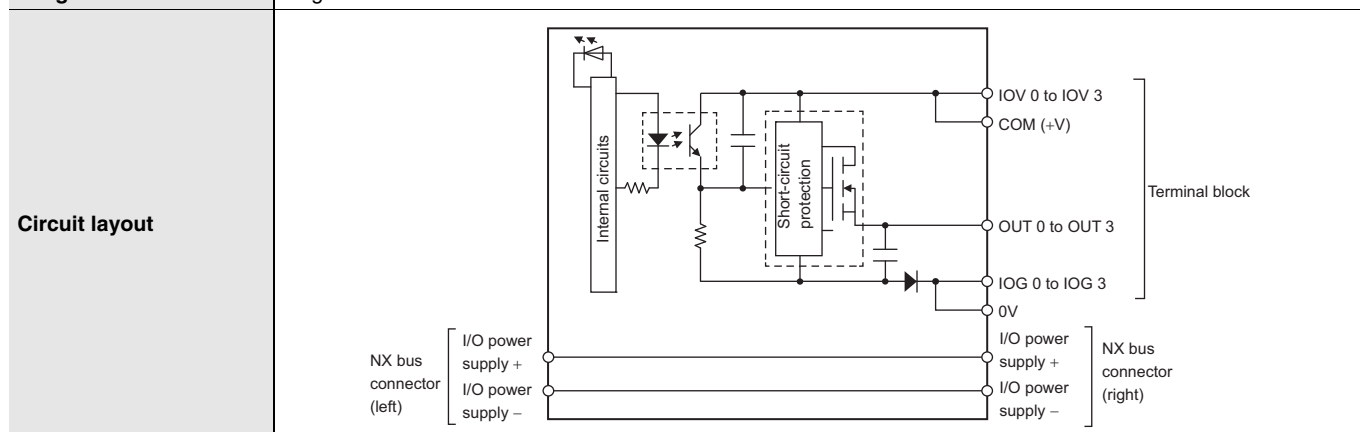 Circuit layout
Internal circuits
Short-circuit
protection
IOV 0 to IOV 3
COM (+V)
Terminal block
OUT 0 to OUT 3
IOG 0 to IOG 3
0V
NX bus
connector
(left)
I/O power
supply +
I/O power
supply −
I/O power
supply +
I/O power
supply −
NX bus
connector
(right)